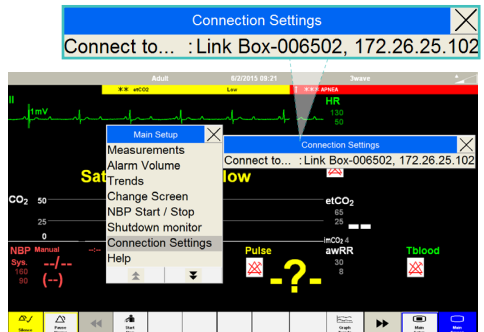 Connection Settings
Connect to... : Link Box-006502, 172.26.25.102
Adult 6/2/2015 09:21 3wave
** etCO2 Low APNEA
II
1mV
HR
130
50
Main Setup
Measurements
Alarm Volume
Trends
Change Screen
NBP Start / Stop
Shutdown monitor
Connection Settings
Help
Connection Settings
Connect to... : Link Box-006502, 172.26.25.102
Sat low
CO2 50
25
0
etCO2
65
25
--
imCO2 4
NBP Manual --:--
Sys.
160
90
--/--
(--)
Pulse
-?-
awRR
30
8
Tblood
Silence
Pause
Start
Graph
Main
Main